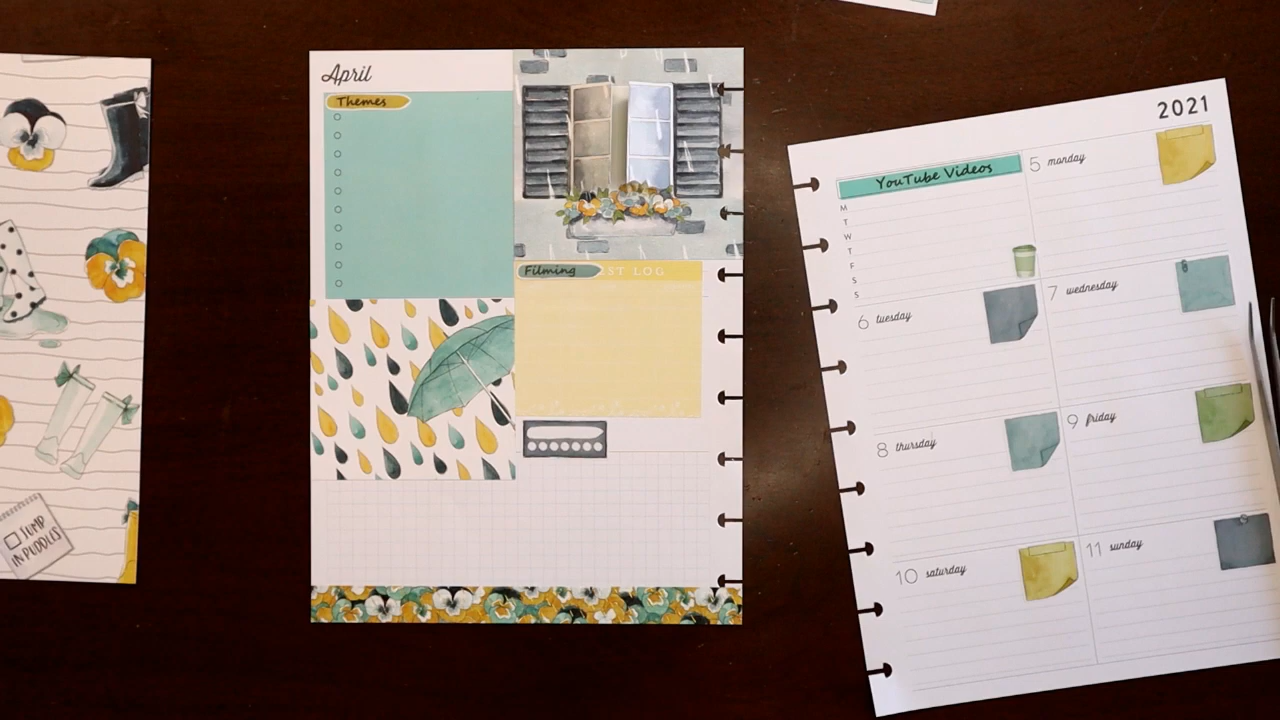 JUMP
IN PUDDLES
April
Themes
Filming
ST LOG
2021
YouTube Videos
M
T
W
T
F
S
S
5 monday
6 tuesday
7 wednesday
8 thursday
9 friday
10 saturday
11 sunday